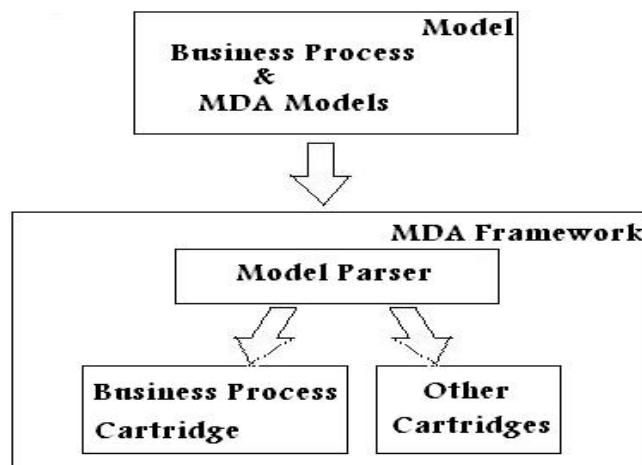 Model
Business Process
&
MDA Models
MDA Framework
Model Parser
Business Process
Cartridge
Other
Cartridges